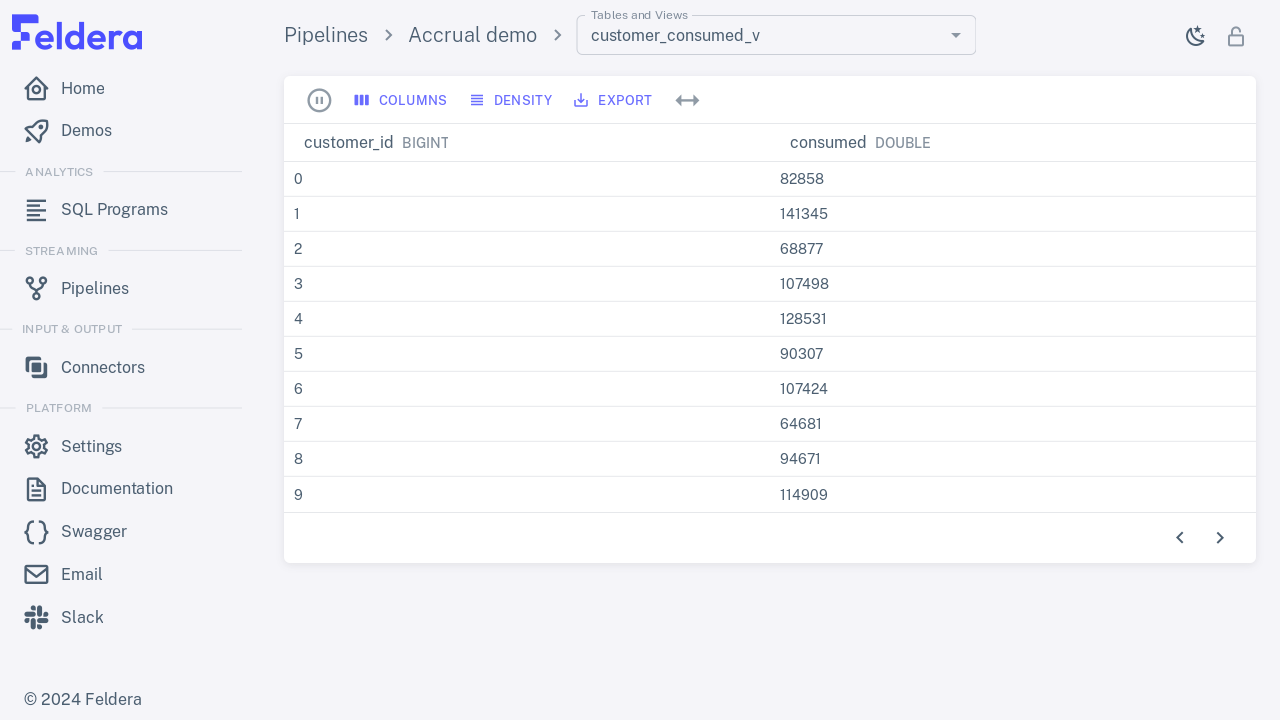 Feldera
Home
Demos
ANALYTICS
SQL Programs
STREAMING
Pipelines
INPUT & OUTPUT
Connectors
PLATFORM
Settings
Documentation
Swagger
Email
Slack
© 2024 Feldera
Pipelines > Accrual demo >
Tables and Views
customer_consumed_v
COLUMNS DENSITY EXPORT
customer_id BIGINT consumed DOUBLE
0 82858
1 141345
2 68877
3 107498
4 128531
5 90307
6 107424
7 64681
8 94671
9 114909